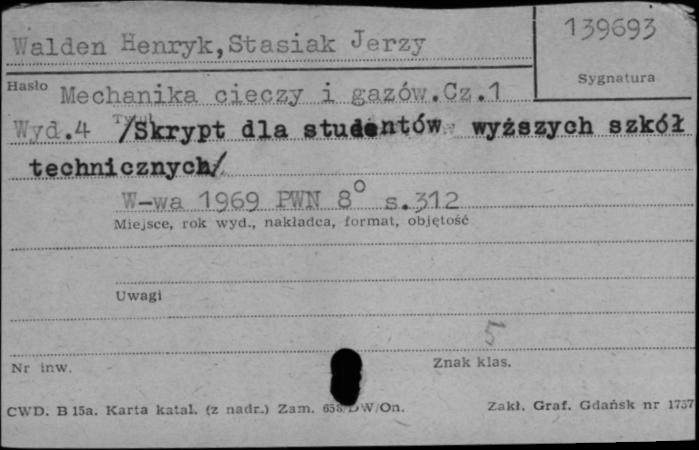 Walden Henryk, Stasiak Jerzy
139693
Hasło
Sygnatura
Mechanika cieczy i gazów. Cz.1
Wyd.4 Tytuł /Skrypt dla studentów wyższych szkół
technicznych/
W-wa 1969 PWN 8° s.312
Miejsce, rok wyd., nakładca, format, objętość
Uwagi
5
Nr inw.
Znak klas.
CWD. B 15a. Karta katal. (z nadr.) Zam. 658/DW/On.
Zakł. Graf. Gdańsk nr 1737